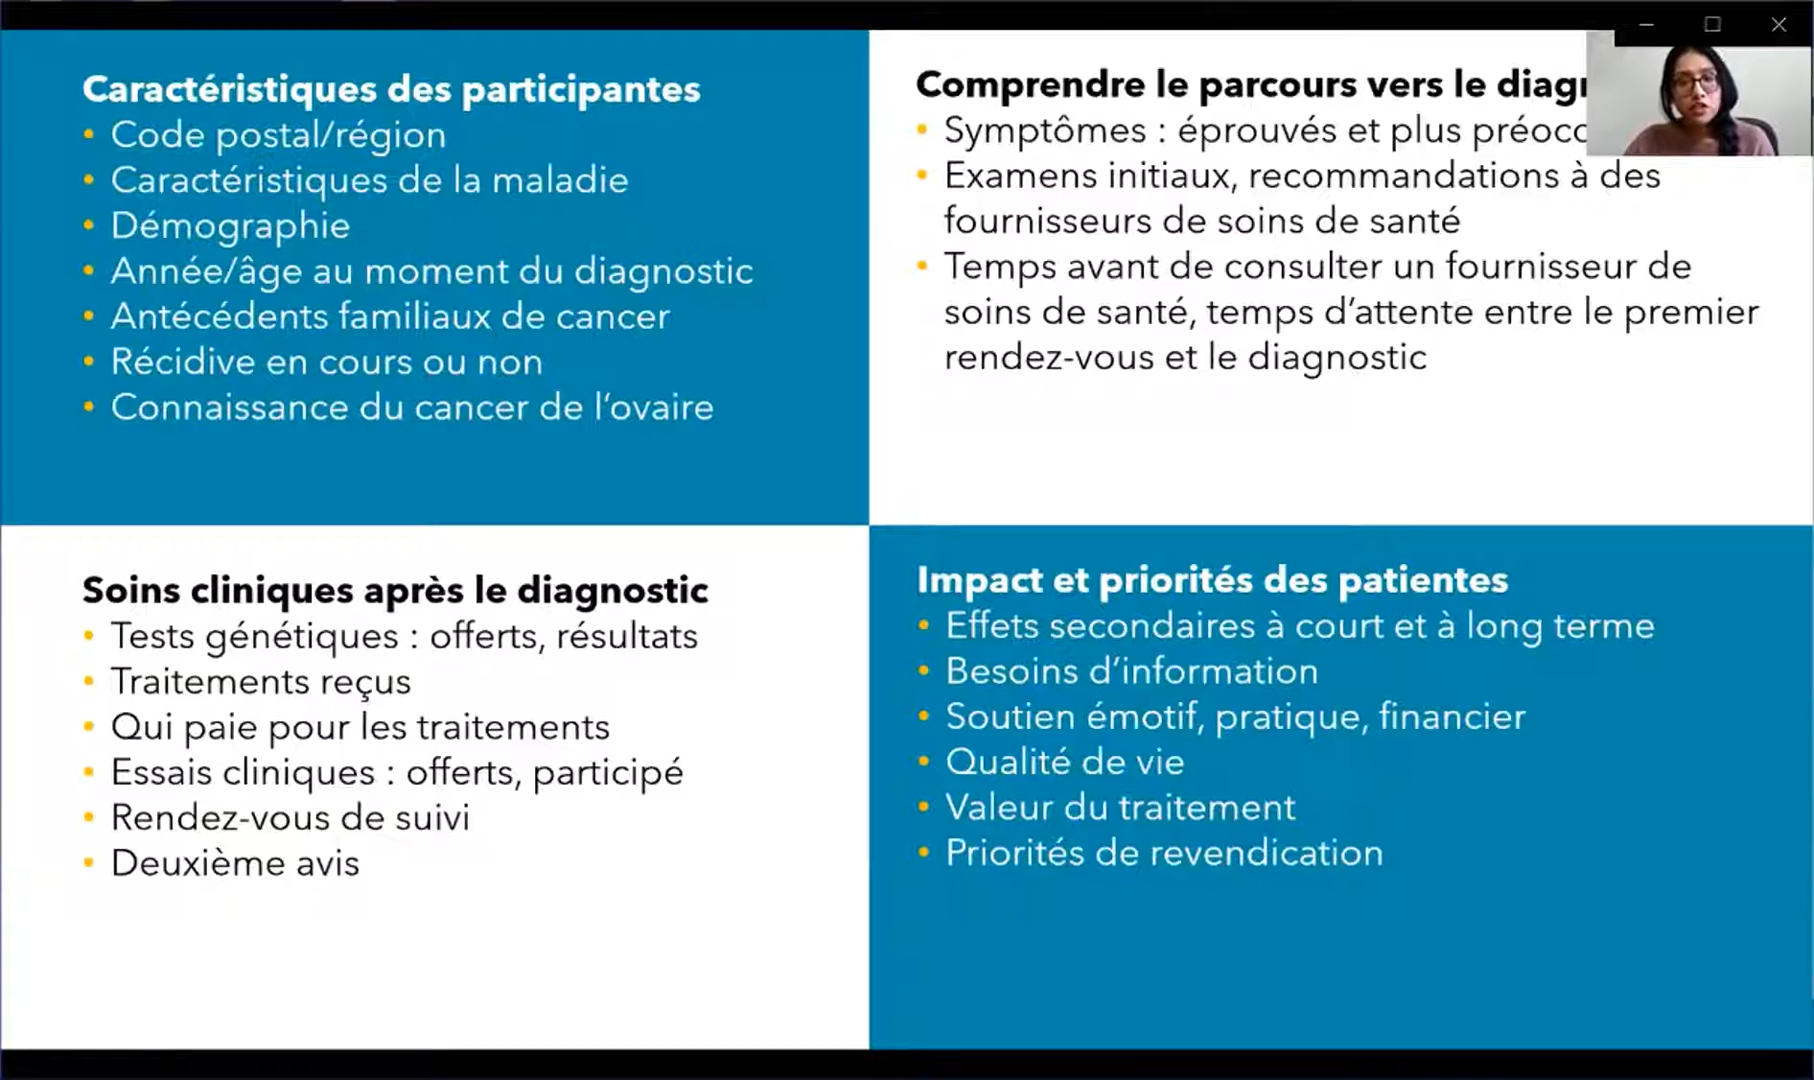 Caractéristiques des participantes
• Code postal/région
• Caractéristiques de la maladie
• Démographie
• Année/âge au moment du diagnostic
• Antécédents familiaux de cancer
• Récidive en cours ou non
• Connaissance du cancer de l’ovaire
Comprendre le parcours vers le
• Symptômes : éprouvés et plus
• Examens initiaux, recommandations à des
fournisseurs de soins de santé
• Temps avant de consulter un fournisseur de
soins de santé, temps d’attente entre le premier
rendez-vous et le diagnostic
Soins cliniques après le diagnostic
• Tests génétiques : offerts, résultats
• Traitements reçus
• Qui paie pour les traitements
• Essais cliniques : offerts, participé
• Rendez-vous de suivi
• Deuxième avis
Impact et priorités des patientes
• Effets secondaires à court et à long terme
• Besoins d’information
• Soutien émotif, pratique, financier
• Qualité de vie
• Valeur du traitement
• Priorités de revendication